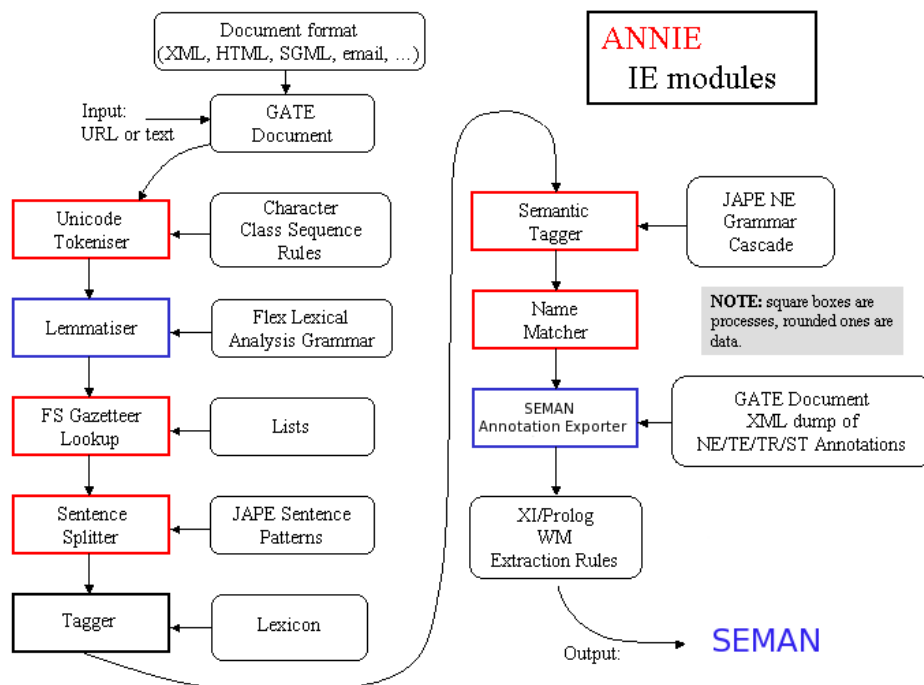 Document format
(XML, HTML, SGML, email, ...)
ANNIE
IE modules
Input:
URL or text
GATE
Document
Unicode
Tokeniser
Character
Class Sequence
Rules
Lemmatiser
Flex Lexical
Analysis Grammar
FS Gazetteer
Lookup
Lists
Sentence
Splitter
JAPE Sentence
Patterns
Tagger
Lexicon
Semantic
Tagger
JAPE NE
Grammar
Cascade
Name
Matcher
NOTE: square boxes are
processes, rounded ones are
data.
SEMAN
Annotation Exporter
GATE Document
XML dump of
NE/TE/TR/ST Annotations
XI/Prolog
WM
Extraction Rules
Output:
SEMAN